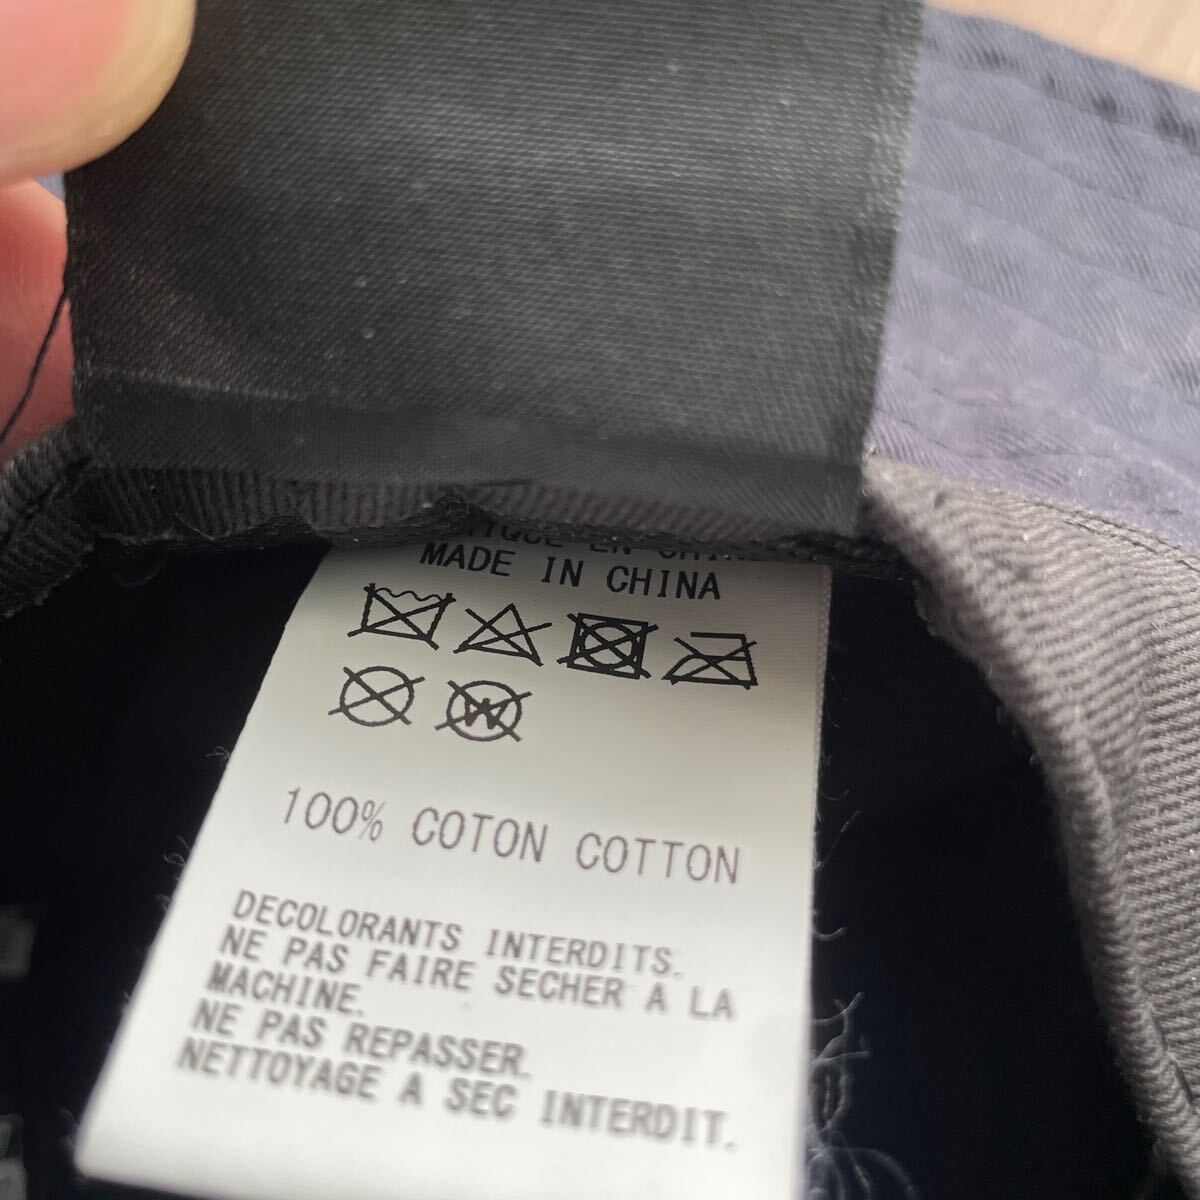 EN
MADE IN CHINA
W
100% COTON COTTON
DECOLORANTS INTERDITS.
NE PAS FAIRE SECHER A LA
MACHINE.
NE PAS REPASSER.
NETTOYAGE A SEC INTERDIT.